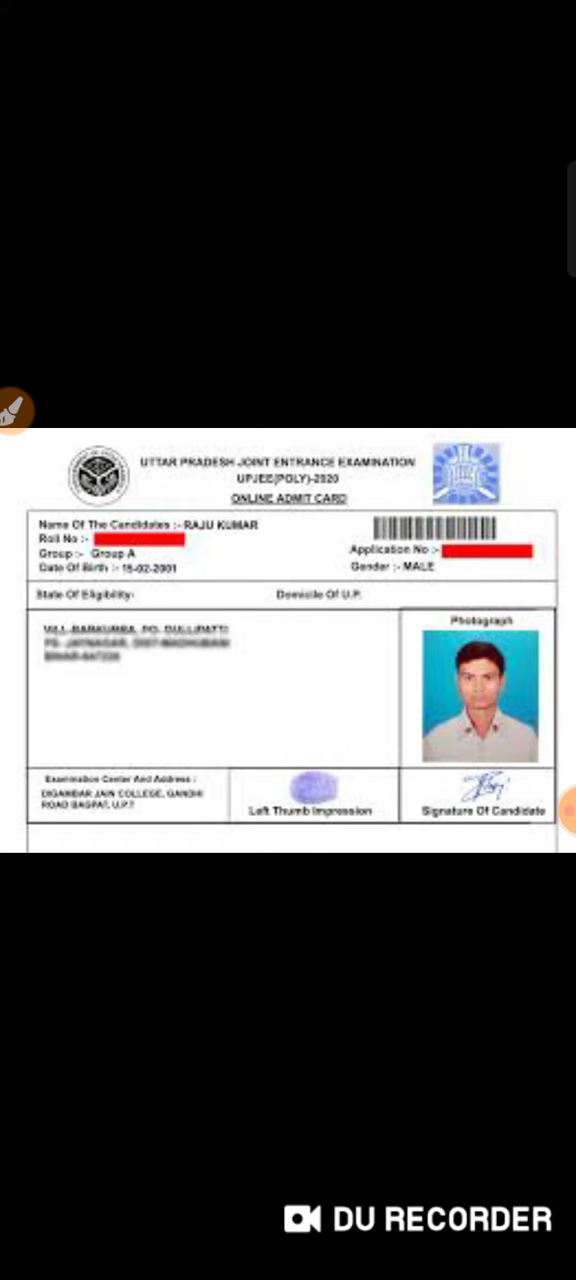 UTTAR PRADESH JOINT ENTRANCE EXAMINATION
UPJEE(POLY)-2020
ONLINE ADMIT CARD
Name Of The Candidates :- RAJU KUMAR
Roll No :-
Application No :-
Group :- Group A
Date Of Birth :- 15-02-2001
Gender :- MALE
State Of Eligibility-
Domicile Of U.P.
Photograph
Examination Center And Address :
DIGAMBAR JAIN COLLEGE, GANDHI
ROAD BAGPAT, U.P.T
Left Thumb Impression
Signature Of Candidate
DU RECORDER